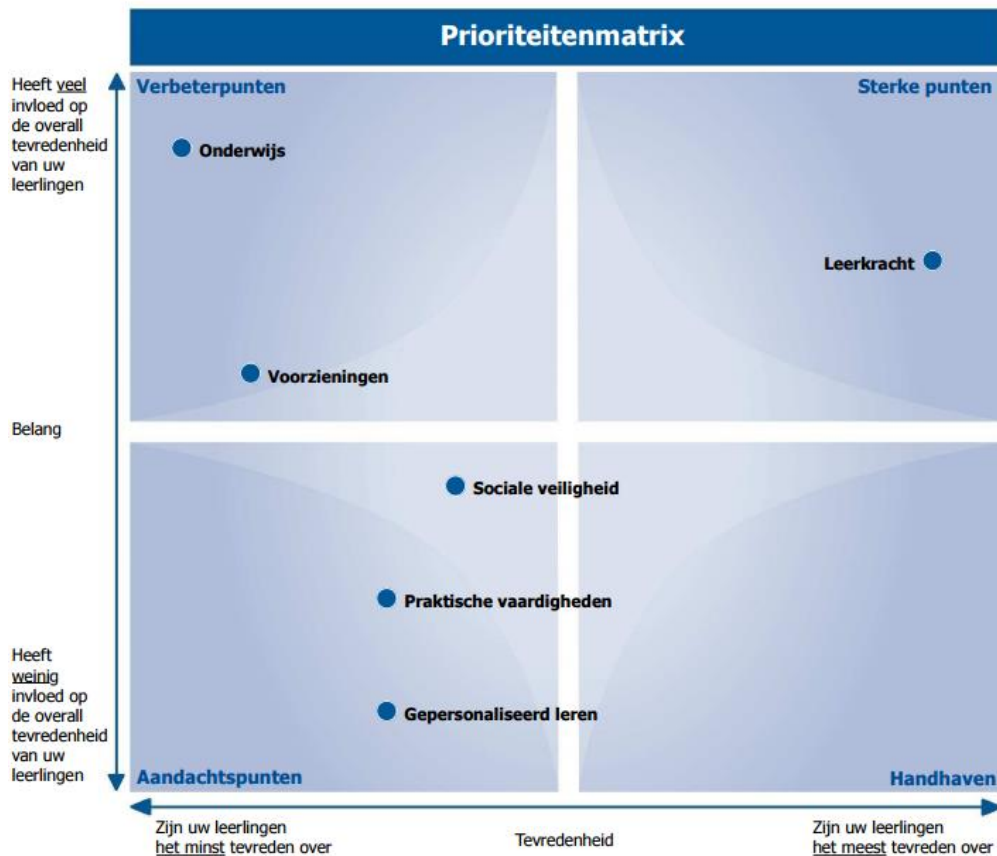 Prioriteitenmatrix
Heeft veel
invloed op
de overall
tevredenheid
van uw
leerlingen
Verbeterpunten
Sterke punten
Onderwijs
Leerkracht
Voorzieningen
Belang
Sociale veiligheid
Praktische vaardigheden
Gepersonaliseerd leren
Heeft
weinig
invloed op
de overall
tevredenheid
van uw
leerlingen
Aandachtspunten
Handhaven
Zijn uw leerlingen
het minst tevreden over
Tevredenheid
Zijn uw leerlingen
het meest tevreden over